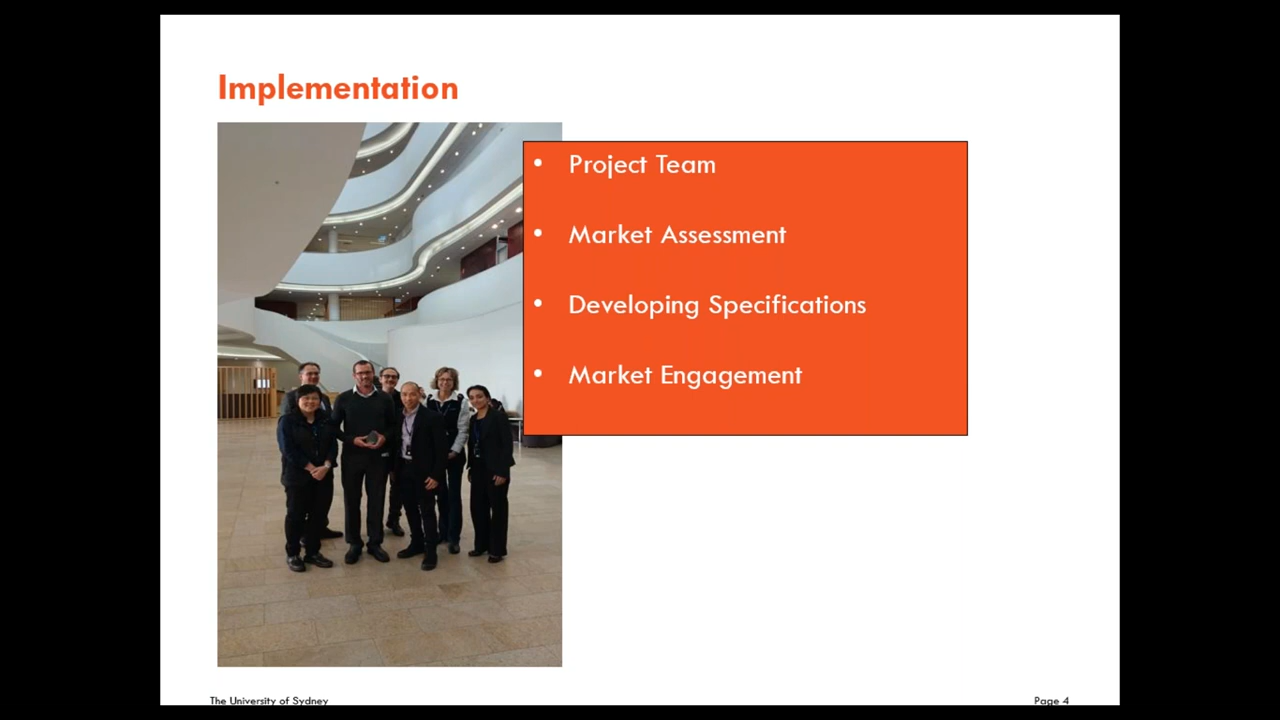 Implementation
• Project Team
• Market Assessment
• Developing Specifications
• Market Engagement
The University of Sydney
Page 4